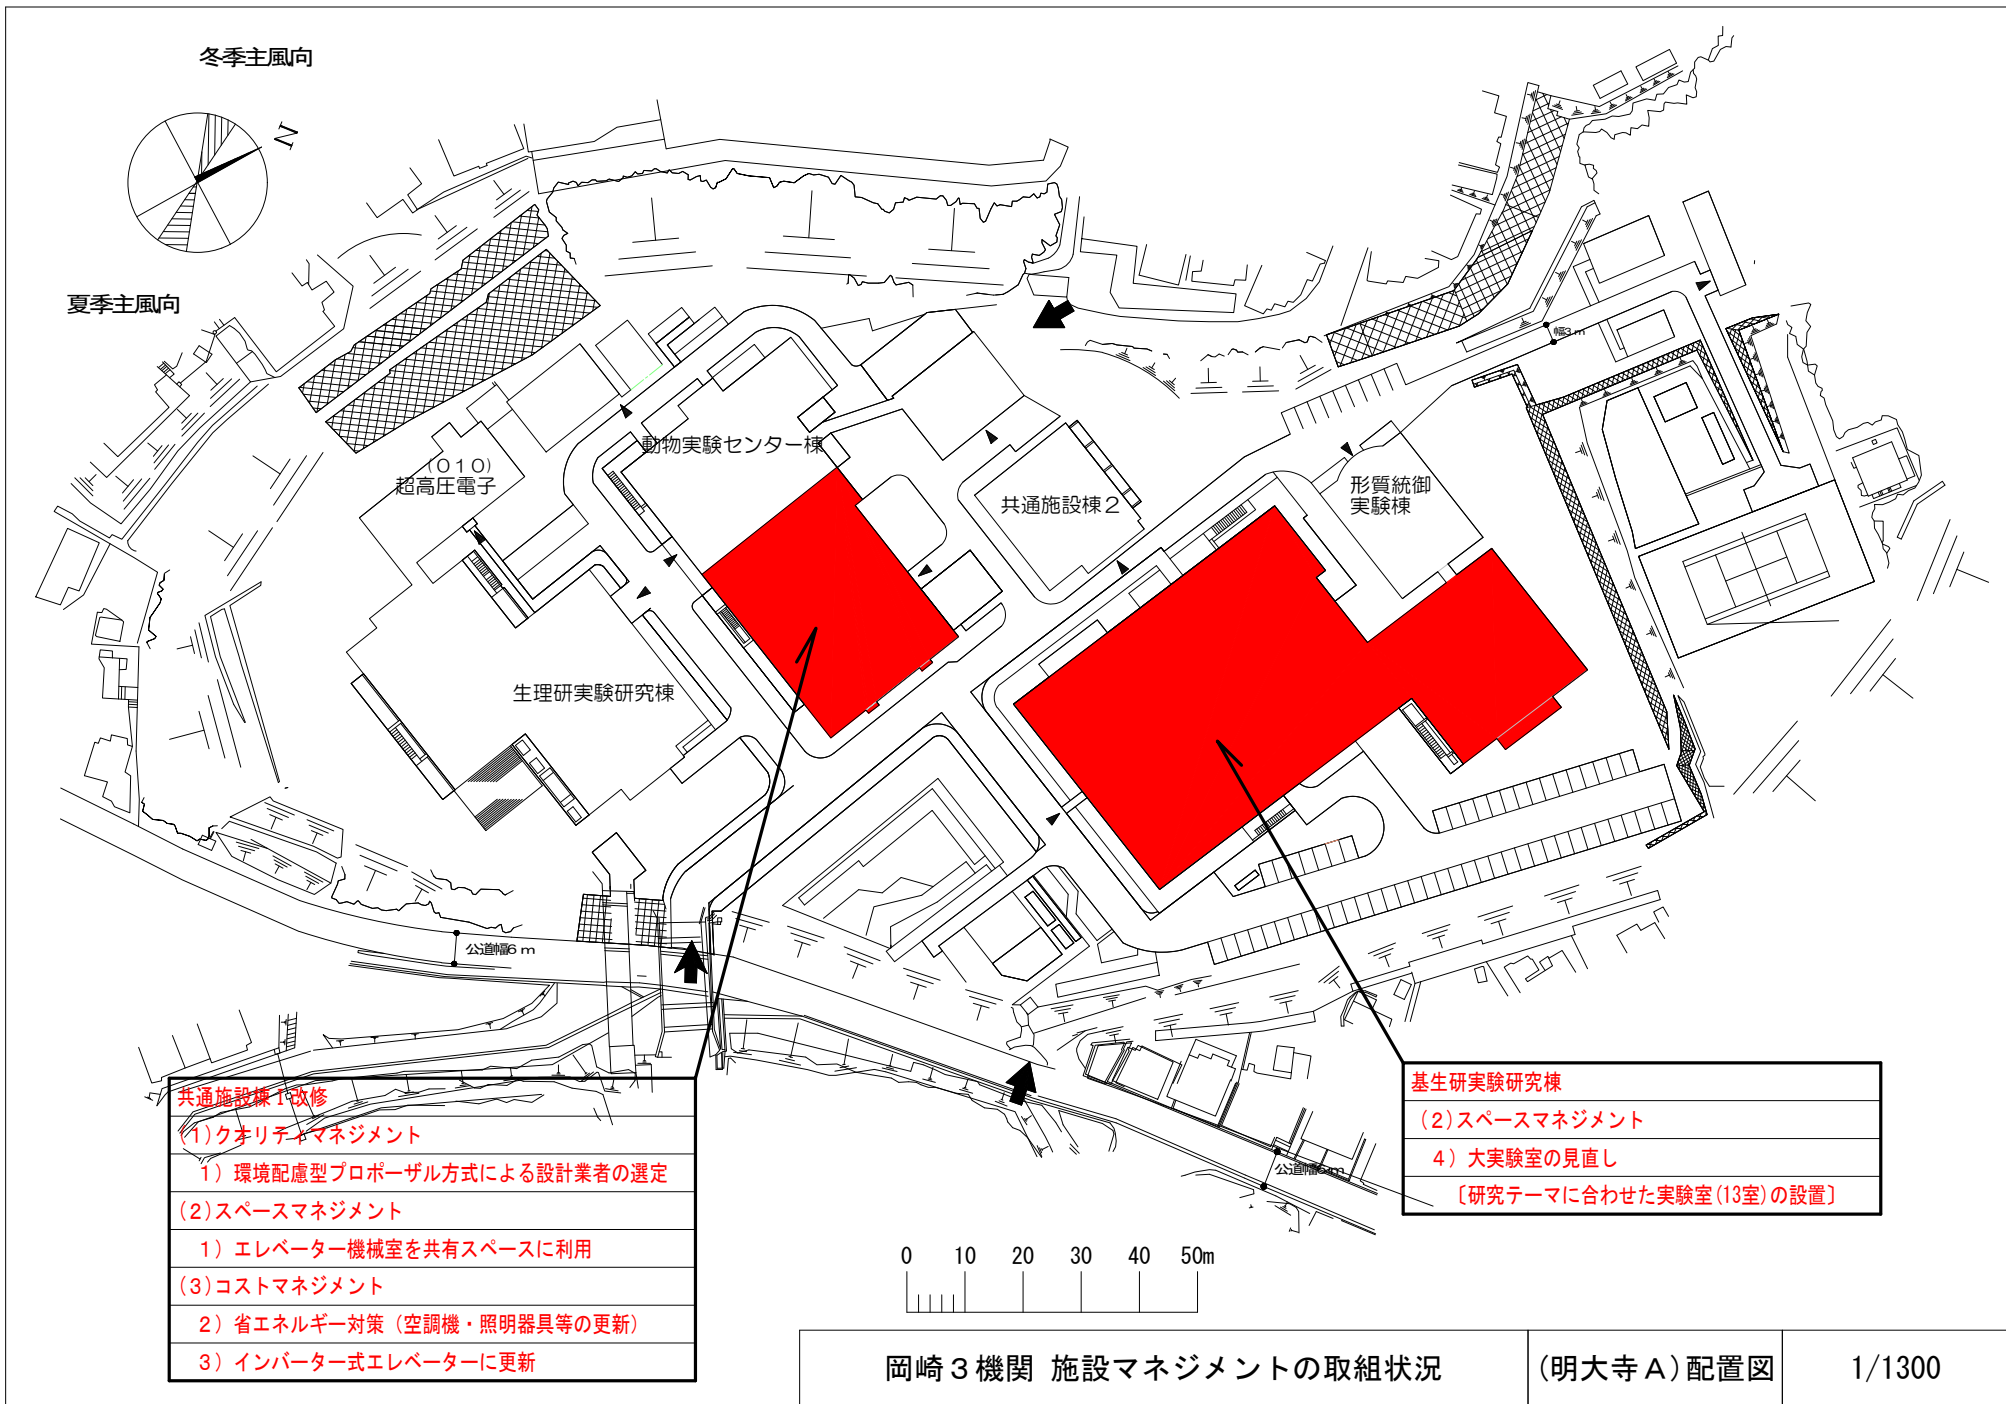 冬季主風向
N
夏季主風向
幅3m
動物実験センター棟
(010)
超高圧電子
共通施設棟2
形質統御
実験棟
生理研実験研究棟
公道幅6m
公道幅6m
共通施設棟Ⅰ改修
(1)クオリティマネジメント
1) 環境配慮型プロポーザル方式による設計業者の選定
(2)スペースマネジメント
1) エレベーター機械室を共有スペースに利用
(3)コストマネジメント
2) 省エネルギー対策(空調機・照明器具等の更新)
3) インバーター式エレベーターに更新
基生研実験研究棟
(2)スペースマネジメント
4) 大実験室の見直し
〔研究テーマに合わせた実験室(13室)の設置〕
0 10 20 30 40 50m
岡崎3機関 施設マネジメントの取組状況
(明大寺A)配置図
1/1300